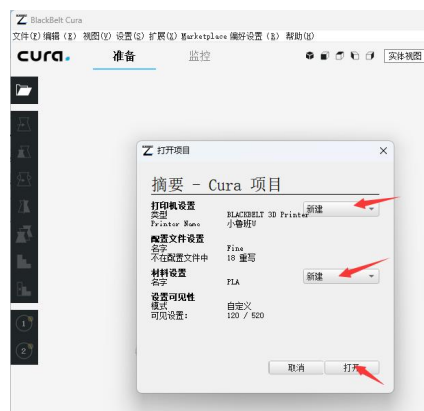 BlackBelt Cura
文件(F) 编辑(E) 视图(V) 设置(S) 扩展(X) Marketplace 偏好设置(R) 帮助(H)
cura. 准备 监控 实体视图
打开项目
摘要 - Cura 项目
打印机设置 新建
类型 BLACKBELT 3D Printer
Printer Name 小鲁班V
配置文件设置
名字 Fine
不在配置文件中 18 重写
材料设置 新建
名字 PLA
设置可见性
模式 自定义
可见设置: 120 / 520
取消 打开
1
2